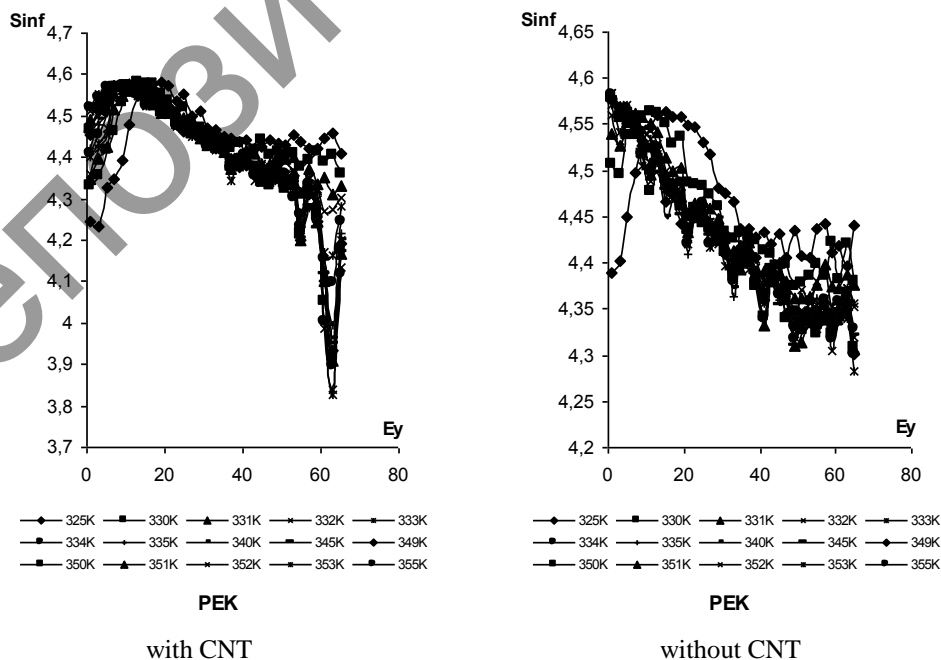 Sinf
4,7
4,6
4,5
4,4
4,3
4,2
4,1
4
3,9
3,8
3,7
Ey
0 20 40 60 80
325K 330K 331K 332K 333K
334K 335K 340K 345K 349K
350K 351K 352K 353K 355K
PEK
with CNT
Sinf
4,65
4,6
4,55
4,5
4,45
4,4
4,35
4,3
4,25
4,2
Ey
0 20 40 60 80
325K 330K 331K 332K 333K
334K 335K 340K 345K 349K
350K 351K 352K 353K 355K
PEK
without CNT
епози